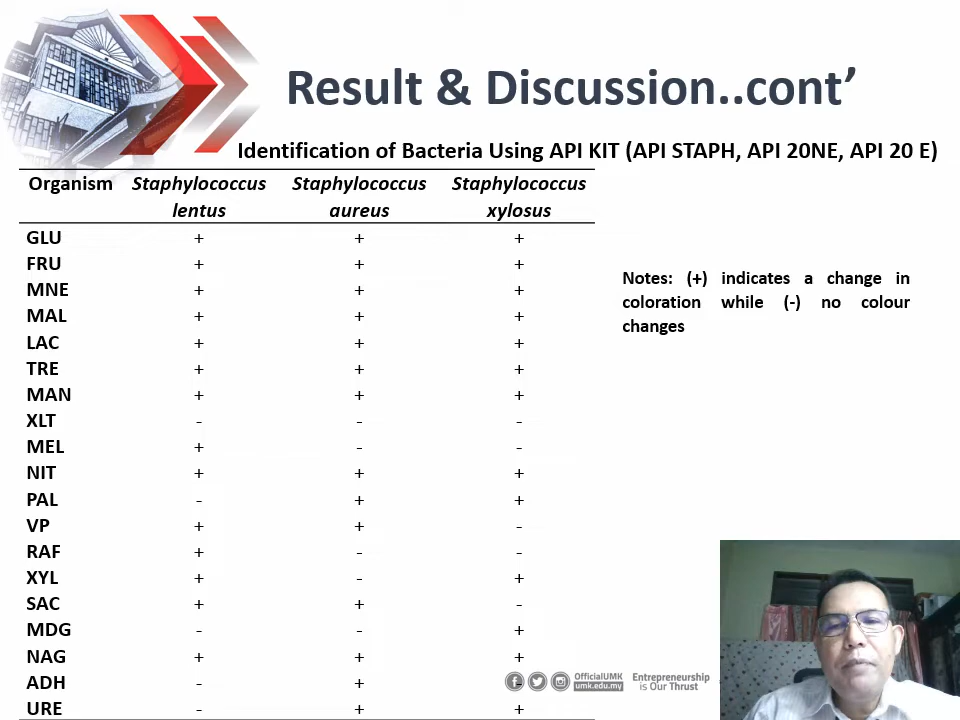 Result & Discussion..cont’
Identification of Bacteria Using API KIT (API STAPH, API 20NE, API 20 E)
Organism Staphylococcus lentus Staphylococcus aureus Staphylococcus xylosus
GLU + + +
FRU + + +
MNE + + +
MAL + + +
LAC + + +
TRE + + +
MAN + + +
XLT - - -
MEL + - -
NIT + + +
PAL - + +
VP + + -
RAF + - -
XYL + - +
SAC + + -
MDG - - +
NAG + + +
ADH - +
URE - + +
Notes: (+) indicates a change in
coloration while (-) no colour
changes
OfficialUMK
umk.edu.my
Entrepreneurship
is Our Thrust